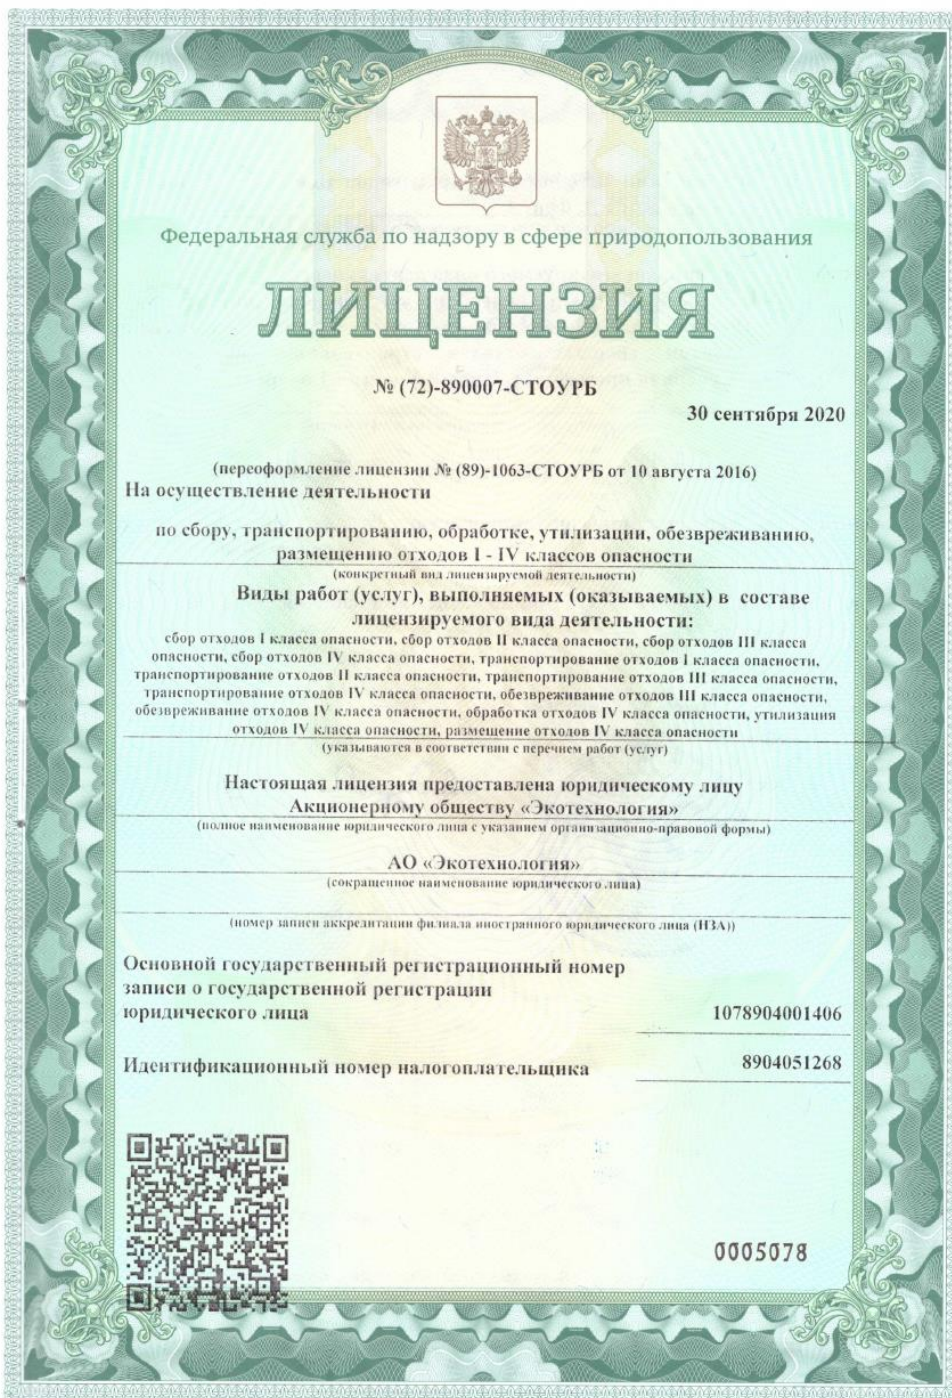 Федеральная служба по надзору в сфере природопользования
ЛИЦЕНЗИЯ
№ (72)-890007-СТОУРБ
30 сентября 2020
(переоформление лицензии № (89)-1063-СТОУРБ от 10 августа 2016)
На осуществление деятельности
по сбору, транспортированию, обработке, утилизации, обезвреживанию,
размещению отходов I - IV классов опасности
(конкретный вид лицензируемой деятельности)
Виды работ (услуг), выполняемых (оказываемых) в составе
лицензируемого вида деятельности:
сбор отходов I класса опасности, сбор отходов II класса опасности, сбор отходов III класса
опасности, сбор отходов IV класса опасности, транспортирование отходов I класса опасности,
транспортирование отходов II класса опасности, транспортирование отходов III класса опасности,
транспортирование отходов IV класса опасности, обезвреживание отходов III класса опасности,
обезвреживание отходов IV класса опасности, обработка отходов IV класса опасности, утилизация
отходов IV класса опасности, размещение отходов IV класса опасности
(указываются в соответствии с перечнем работ (услуг)
Настоящая лицензия предоставлена юридическому лицу
Акционерному обществу «Экотехнология»
(полное наименование юридического лица с указанием организационно-правовой формы)
АО «Экотехнология»
(сокращенное наименование юридического лица)
(номер записи аккредитации филиала иностранного юридического лица (НЗА))
Основной государственный регистрационный номер
записи о государственной регистрации
юридического лица 1078904001406
Идентификационный номер налогоплательщика 8904051268
0005078